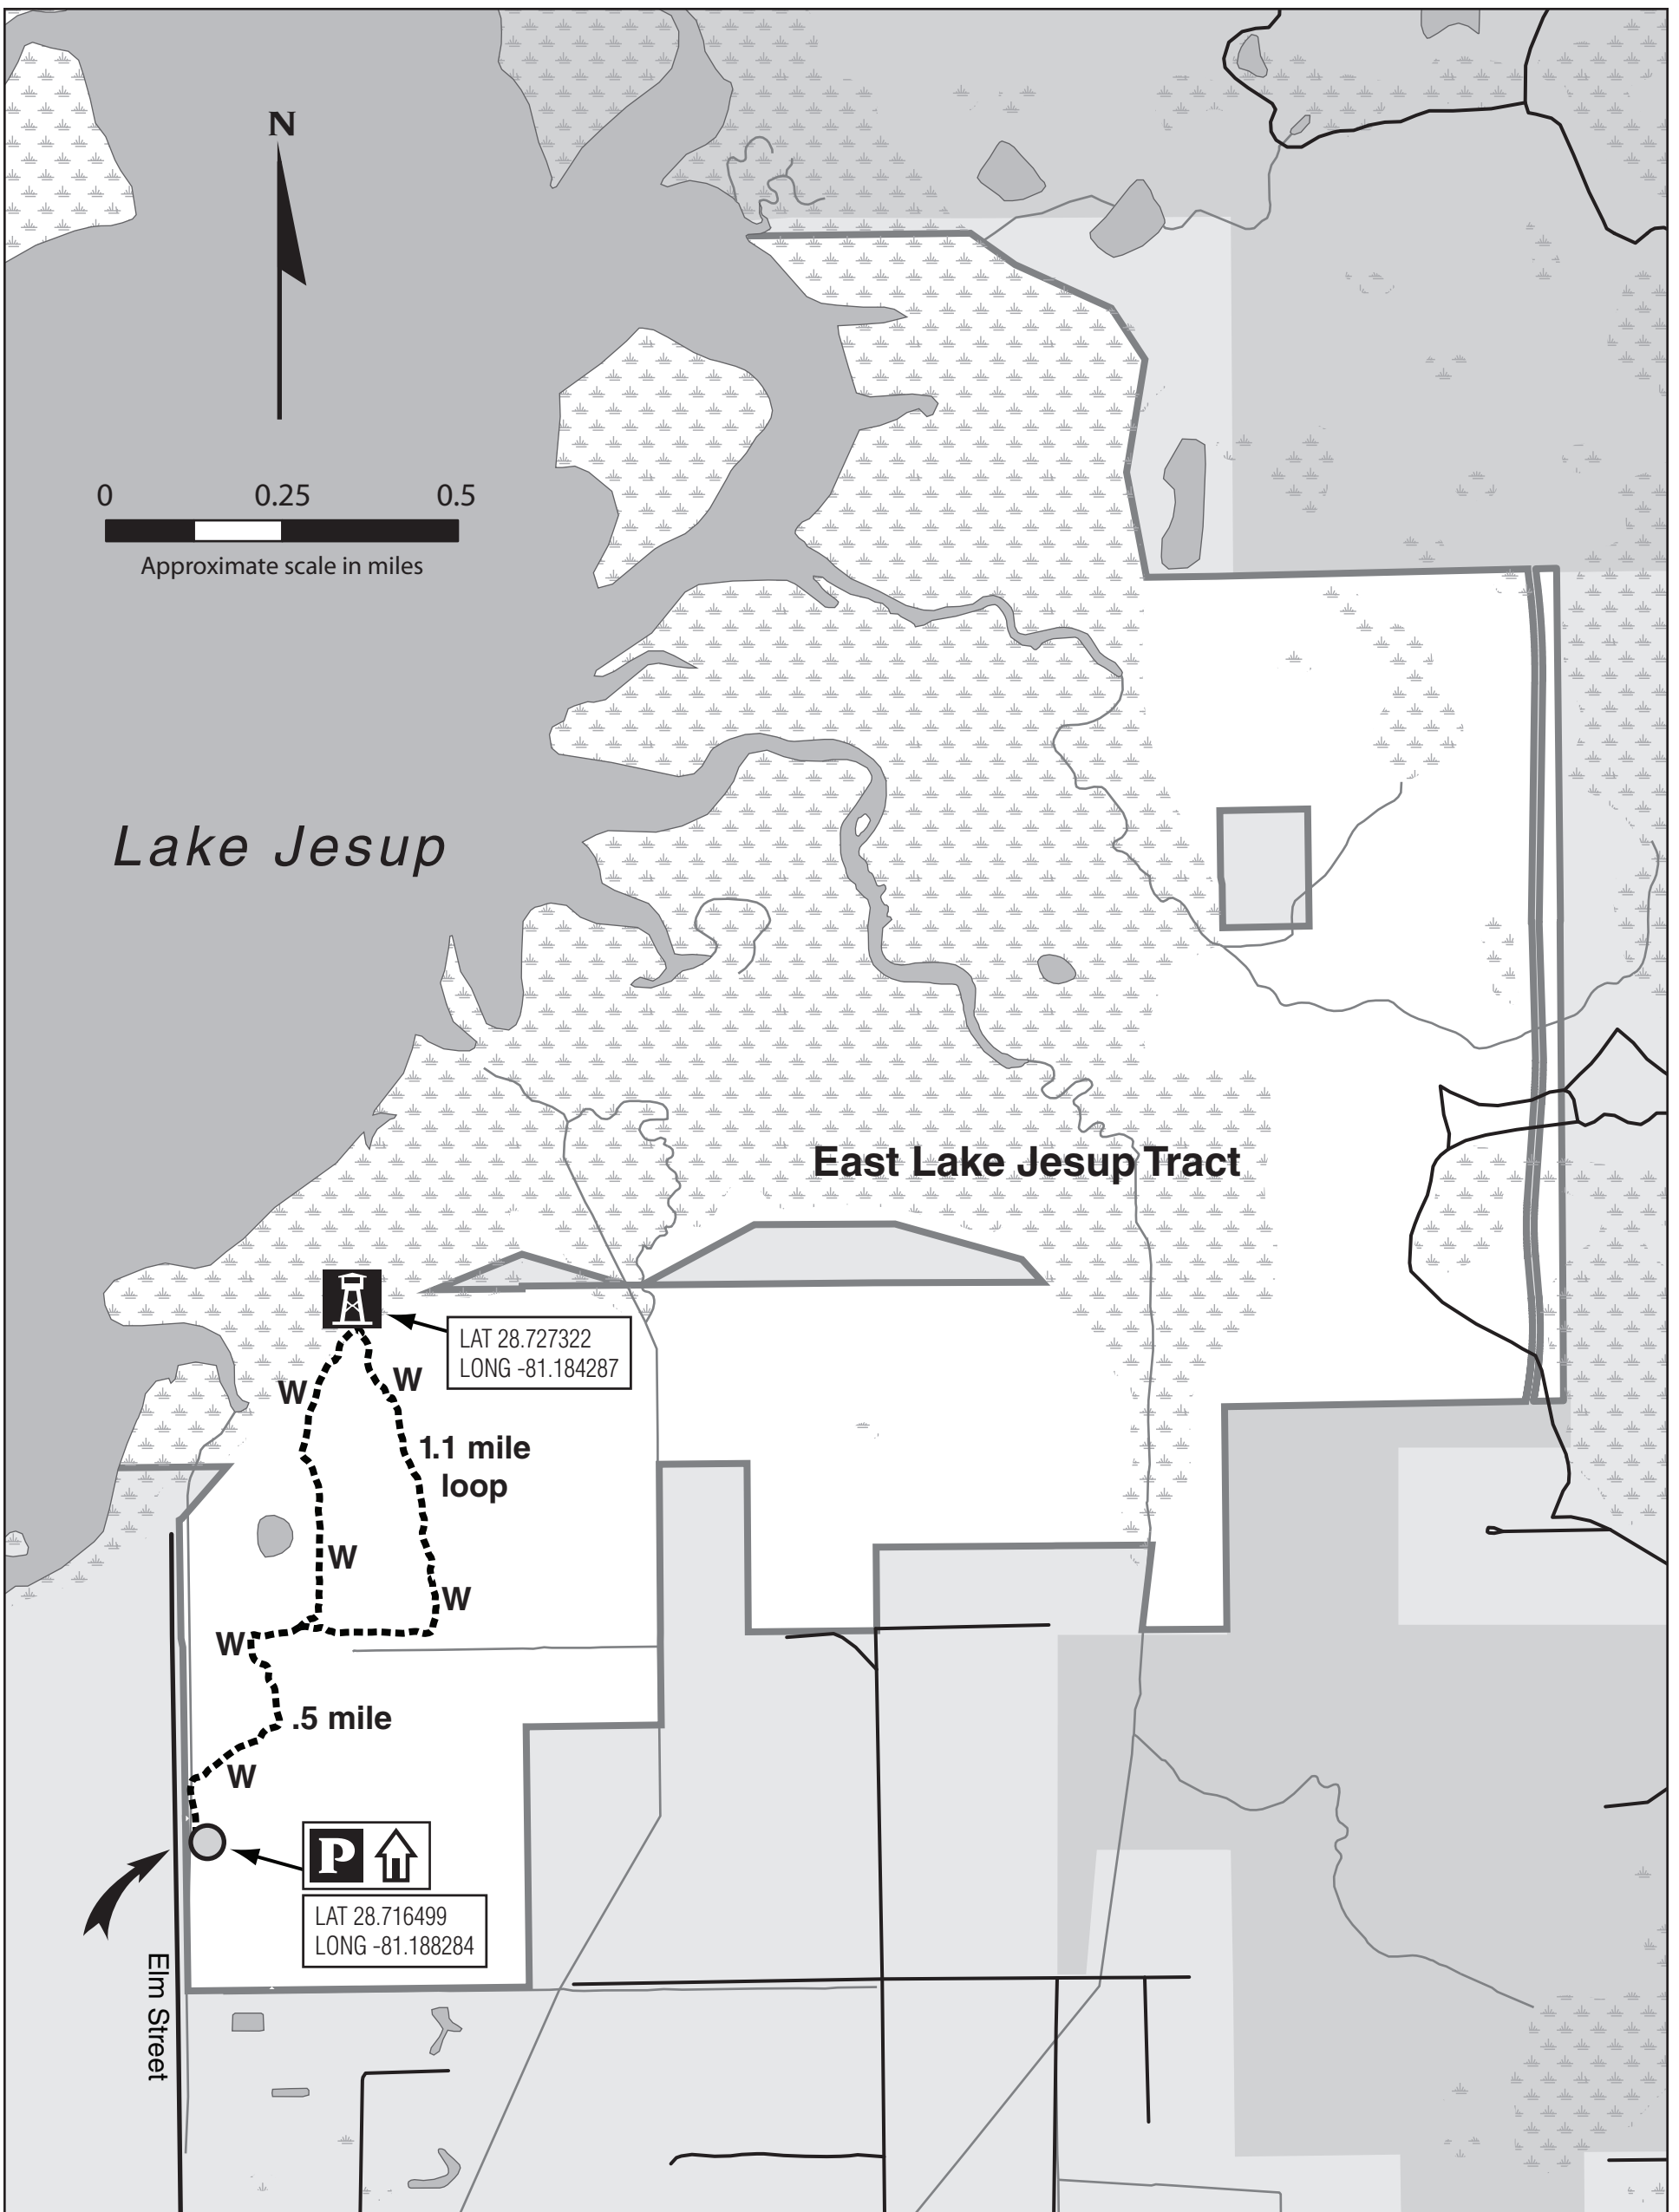 N
0 0.25 0.5
Approximate scale in miles
Lake Jesup
East Lake Jesup Tract
LAT 28.727322
LONG -81.184287
W
W
1.1 mile
loop
W
W
W
.5 mile
W
P
LAT 28.716499
LONG -81.188284
Elm Street